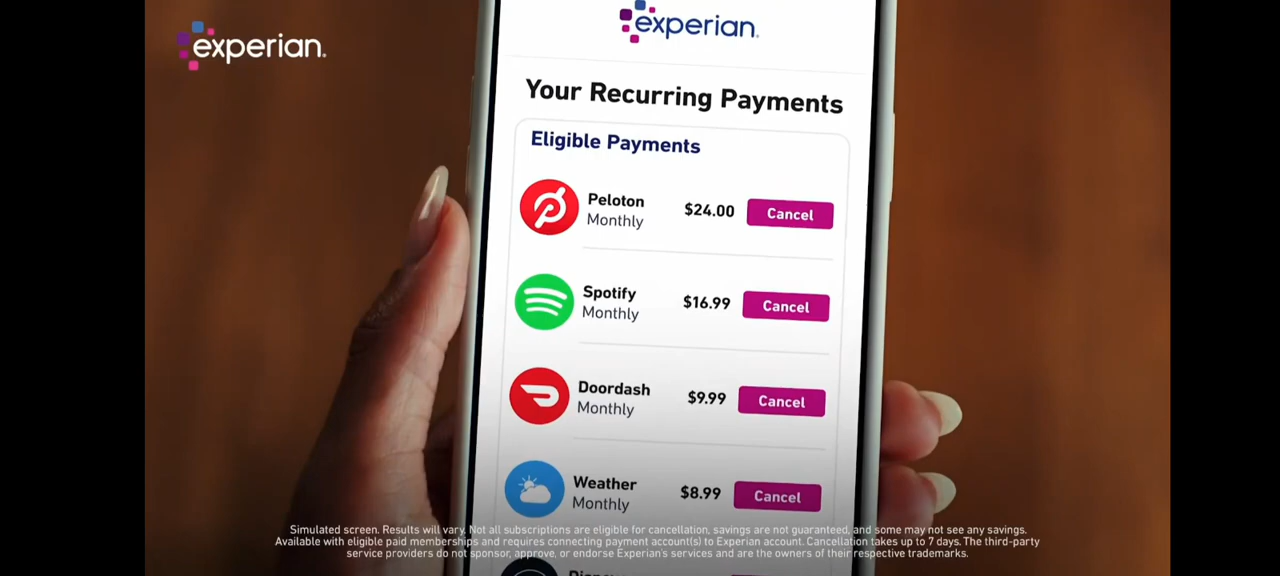 experian.
experian.
Your Recurring Payments
Eligible Payments
Peloton
Monthly
$24.00
Cancel
Spotify
Monthly
$16.99
Cancel
Doordash
Monthly
$9.99
Cancel
Weather
Monthly
$8.99
Cancel
Simulated screen. Results will vary. Not all subscriptions are eligible for cancellation, savings are not guaranteed, and some may not see any savings.
Available with eligible paid memberships and requires connecting payment account(s) to Experian account. Cancellation takes up to 7 days. The third-party
service providers do not sponsor, approve, or endorse Experian's services and are the owners of their respective trademarks.